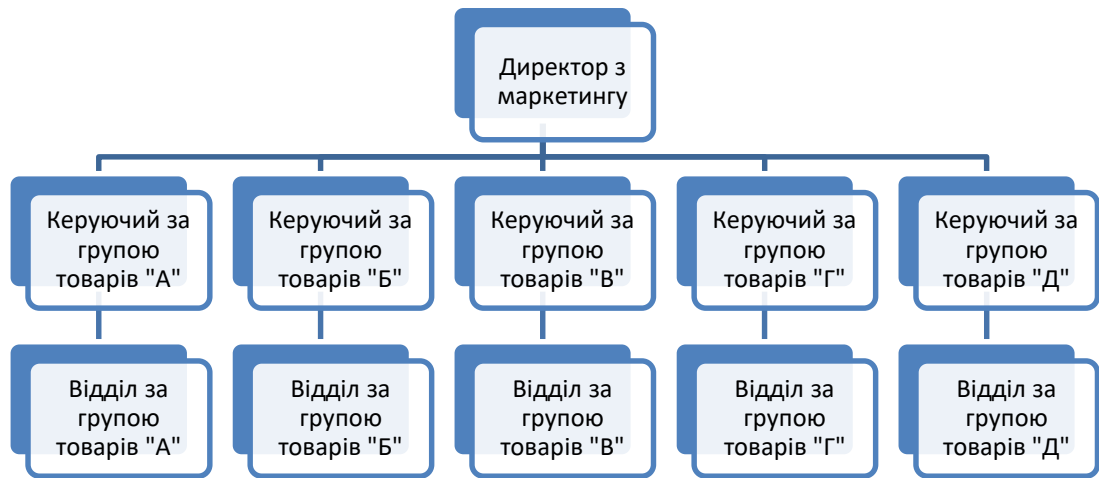 Директор з
маркетингу
Керуючий за
групою
товарів "А"
Керуючий за
групою
товарів "Б"
Керуючий за
групою
товарів "В"
Керуючий за
групою
товарів "Г"
Керуючий за
групою
товарів "Д"
Відділ за
групою
товарів "А"
Відділ за
групою
товарів "Б"
Відділ за
групою
товарів "В"
Відділ за
групою
товарів "Г"
Відділ за
групою
товарів "Д"